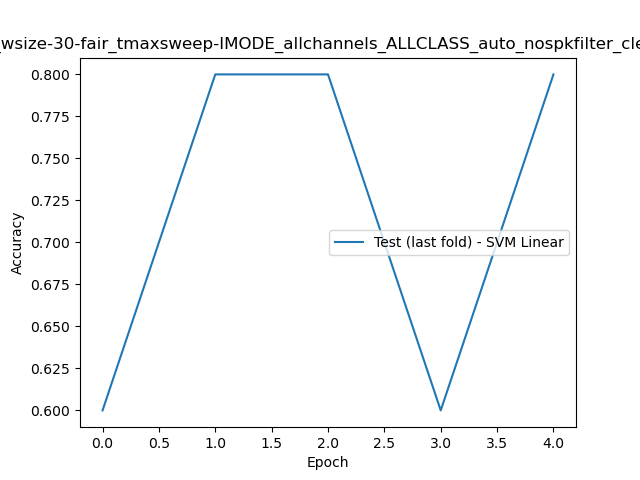 wsize-30-fair_tmaxsweep-IMODE_allchannels_ALLCLASS_auto_nospkfilter_cle
0.800
0.775
0.750
0.725
0.700
0.675
0.650
0.625
0.600
Accuracy
Test (last fold) - SVM Linear
0.0 0.5 1.0 1.5 2.0 2.5 3.0 3.5 4.0
Epoch